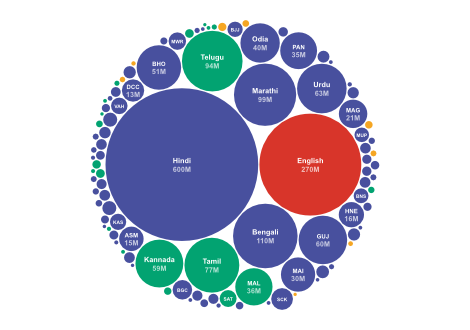 BJJ
Odia
40M
MWR
PAN
35M
Telugu
94M
BHO
51M
Urdu
63M
Marathi
99M
DCC
13M
VAH
MAG
21M
MUP
Hindi
600M
English
270M
BNS
HNE
16M
KAS
ASM
15M
Bengali
110M
GUJ
60M
Kannada
59M
Tamil
77M
MAI
30M
MAL
36M
BGC
SAT
SCK